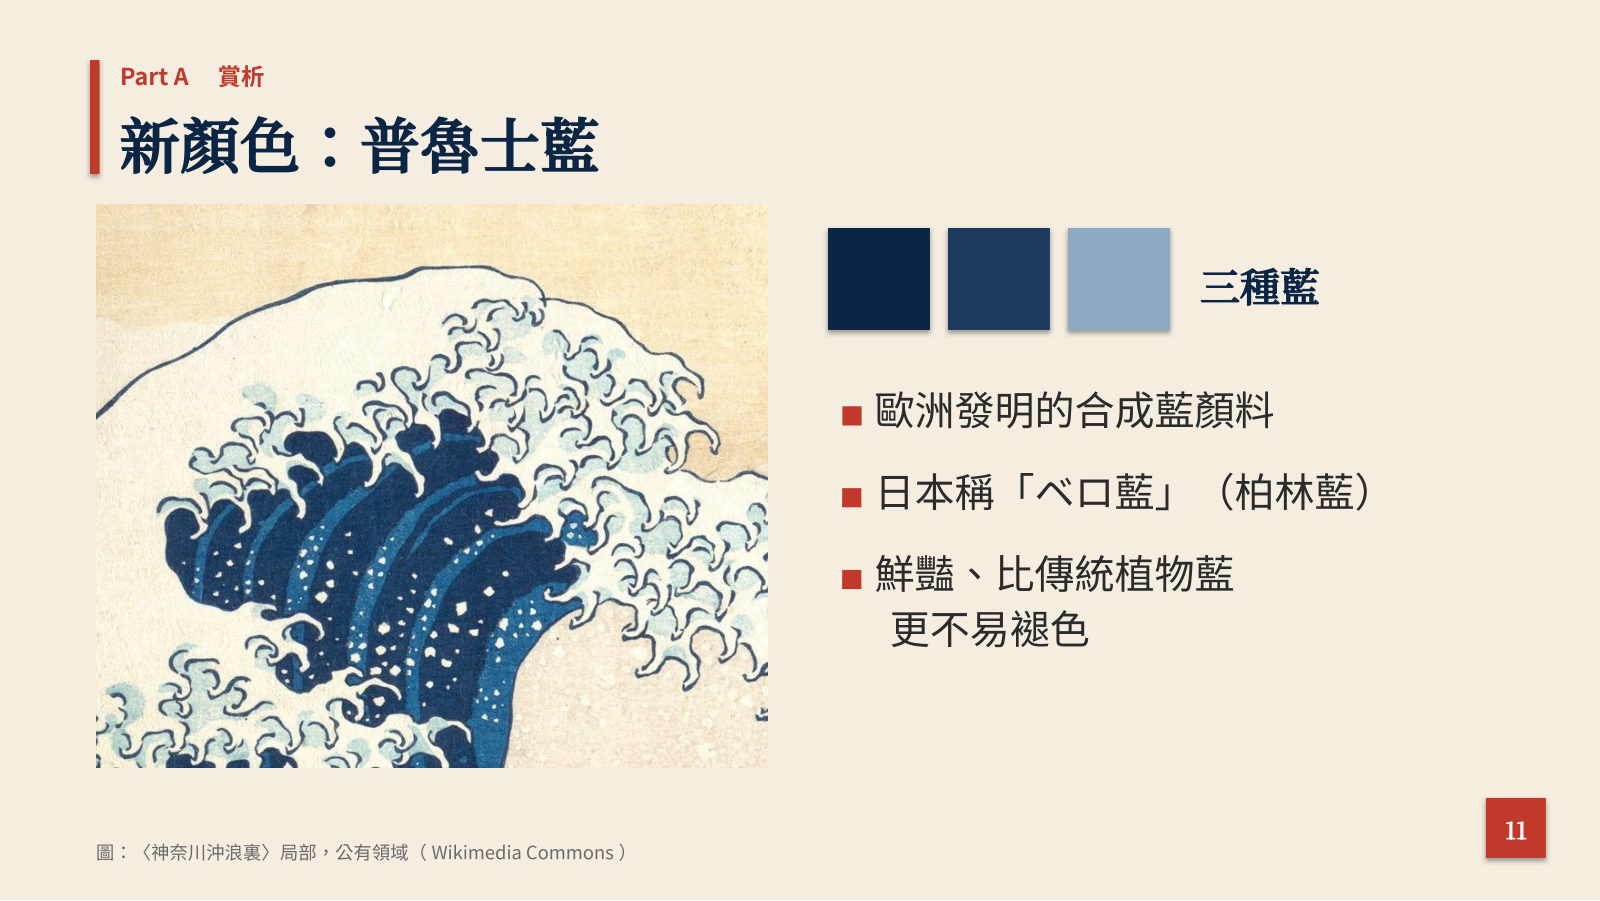 Part A 賞析
新顏色：普魯士藍
三種藍
歐洲發明的合成藍顏料
日本稱「ベロ藍」（柏林藍）
鮮豔、比傳統植物藍
更不易褪色
圖：〈神奈川沖浪裏〉局部，公有領域（ Wikimedia Commons ）
11